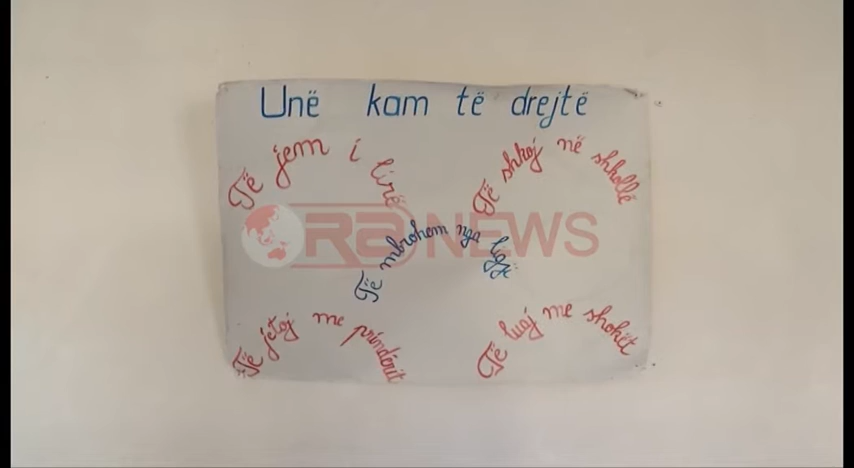 Unë kam të drejtë
Të jem i lirë
Të shkoj në shkollë
RA NEWS
Të mbrohem nga ligji
Të jetoj me prindërit
Të luaj me shokët